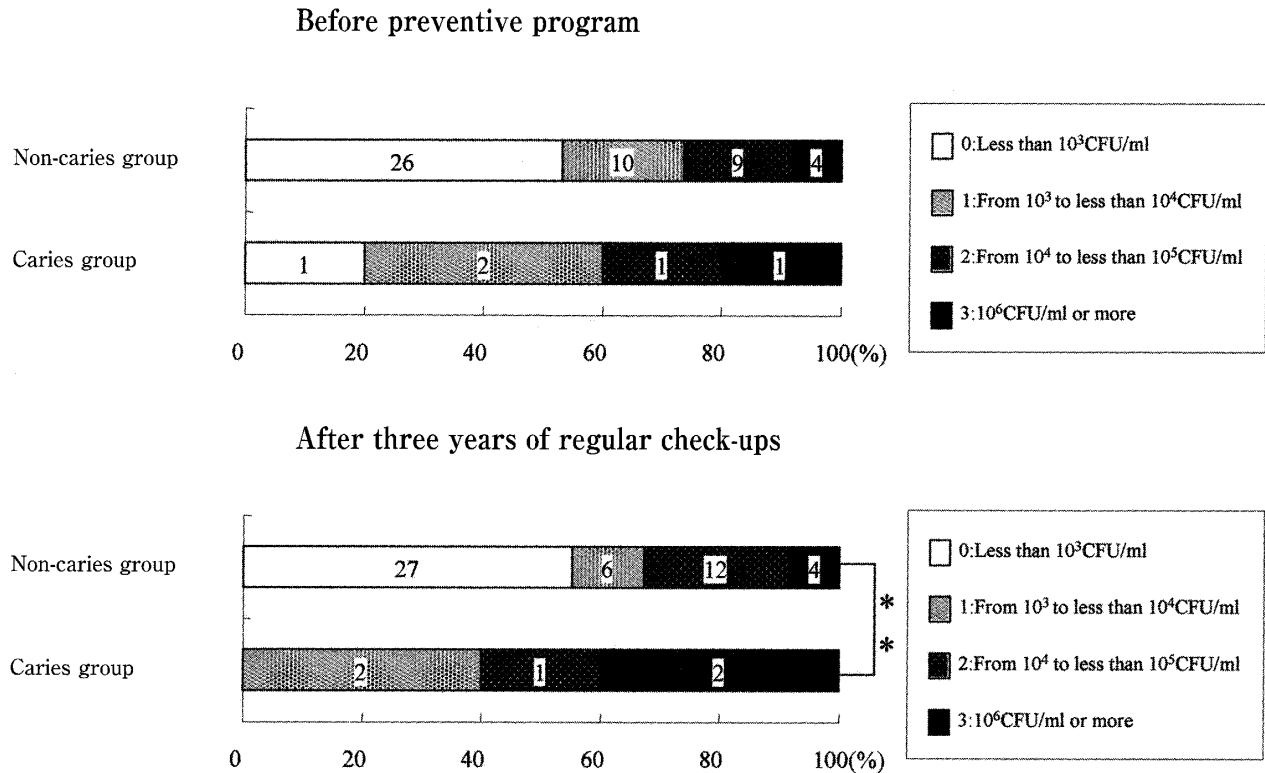 Before preventive program
Non-caries group
26
10
9
4
Caries group
1
2
1
1
0
20
40
60
80
100(%)
0:Less than 10³CFU/ml
1:From 10³ to less than 10⁴CFU/ml
2:From 10⁴ to less than 10⁵CFU/ml
3:10⁶CFU/ml or more
After three years of regular check-ups
Non-caries group
27
6
12
4
*
*
Caries group
2
1
2
0
20
40
60
80
100(%)
0:Less than 10³CFU/ml
1:From 10³ to less than 10⁴CFU/ml
2:From 10⁴ to less than 10⁵CFU/ml
3:10⁶CFU/ml or more